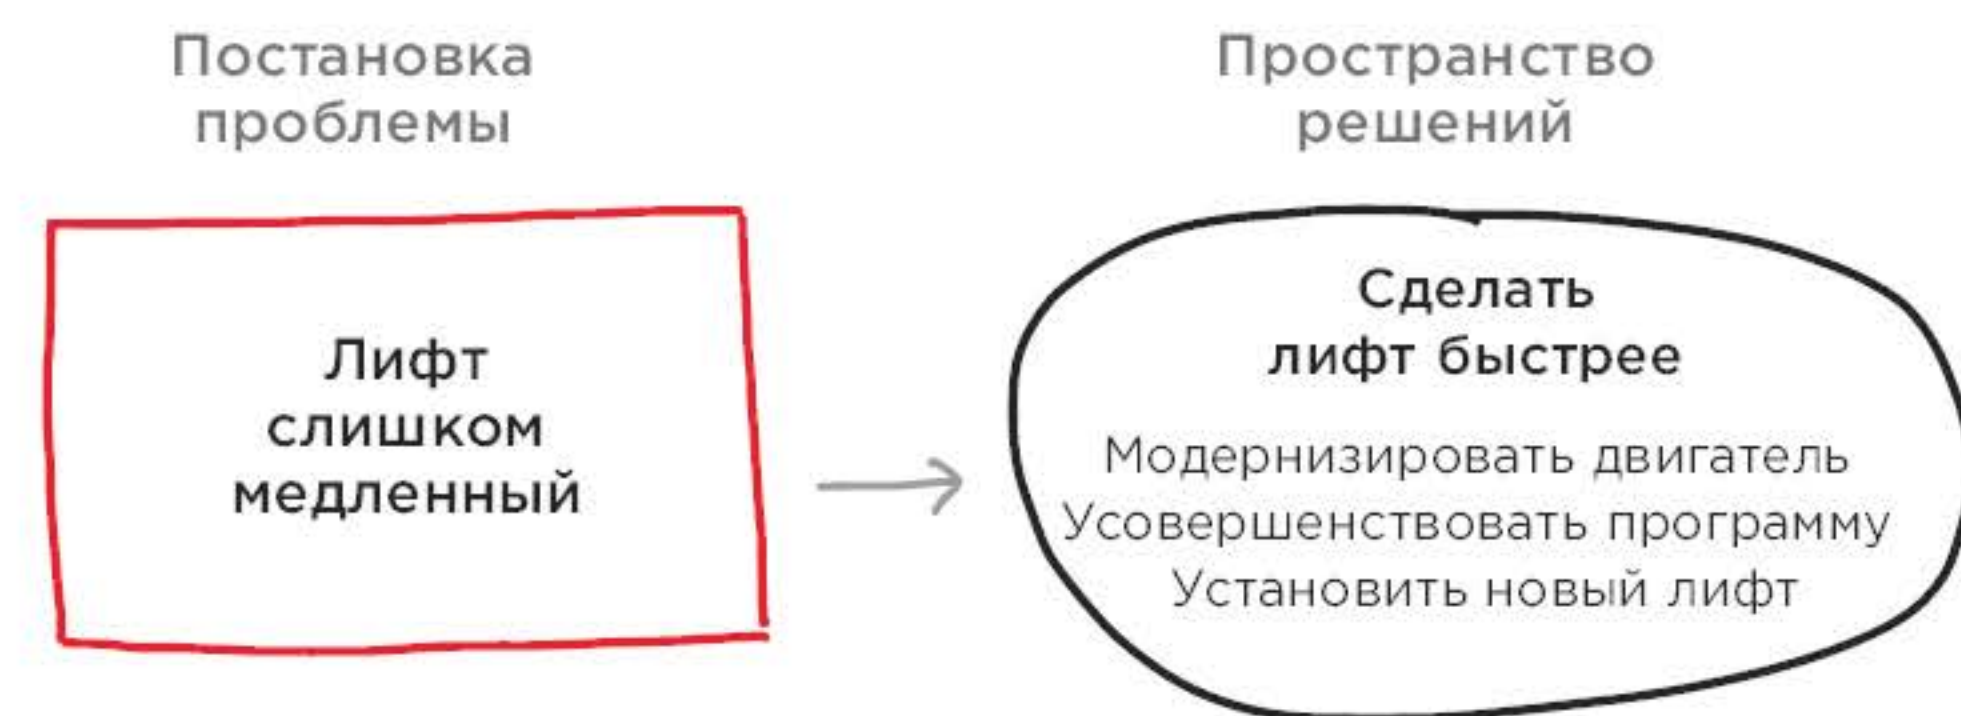 Постановка
проблемы
Пространство
решений
Лифт
слишком
медленный
Сделать
лифт быстрее
Модернизировать двигатель
Усовершенствовать программу
Установить новый лифт